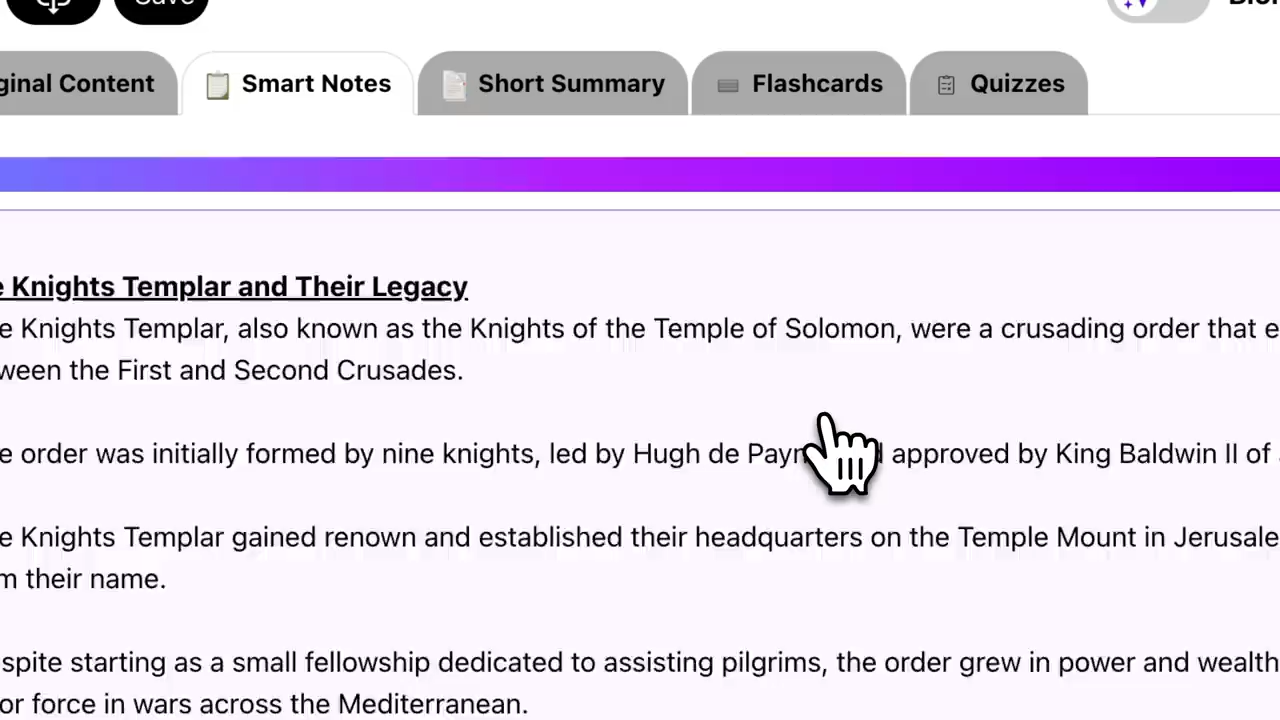 Save
ginal Content
Smart Notes
Short Summary
Flashcards
Quizzes
e Knights Templar and Their Legacy
e Knights Templar, also known as the Knights of the Temple of Solomon, were a crusading order that e
ween the First and Second Crusades.
e order was initially formed by nine knights, led by Hugh de Payn approved by King Baldwin II of
e Knights Templar gained renown and established their headquarters on the Temple Mount in Jerusale
m their name.
spite starting as a small fellowship dedicated to assisting pilgrims, the order grew in power and wealth
or force in wars across the Mediterranean.